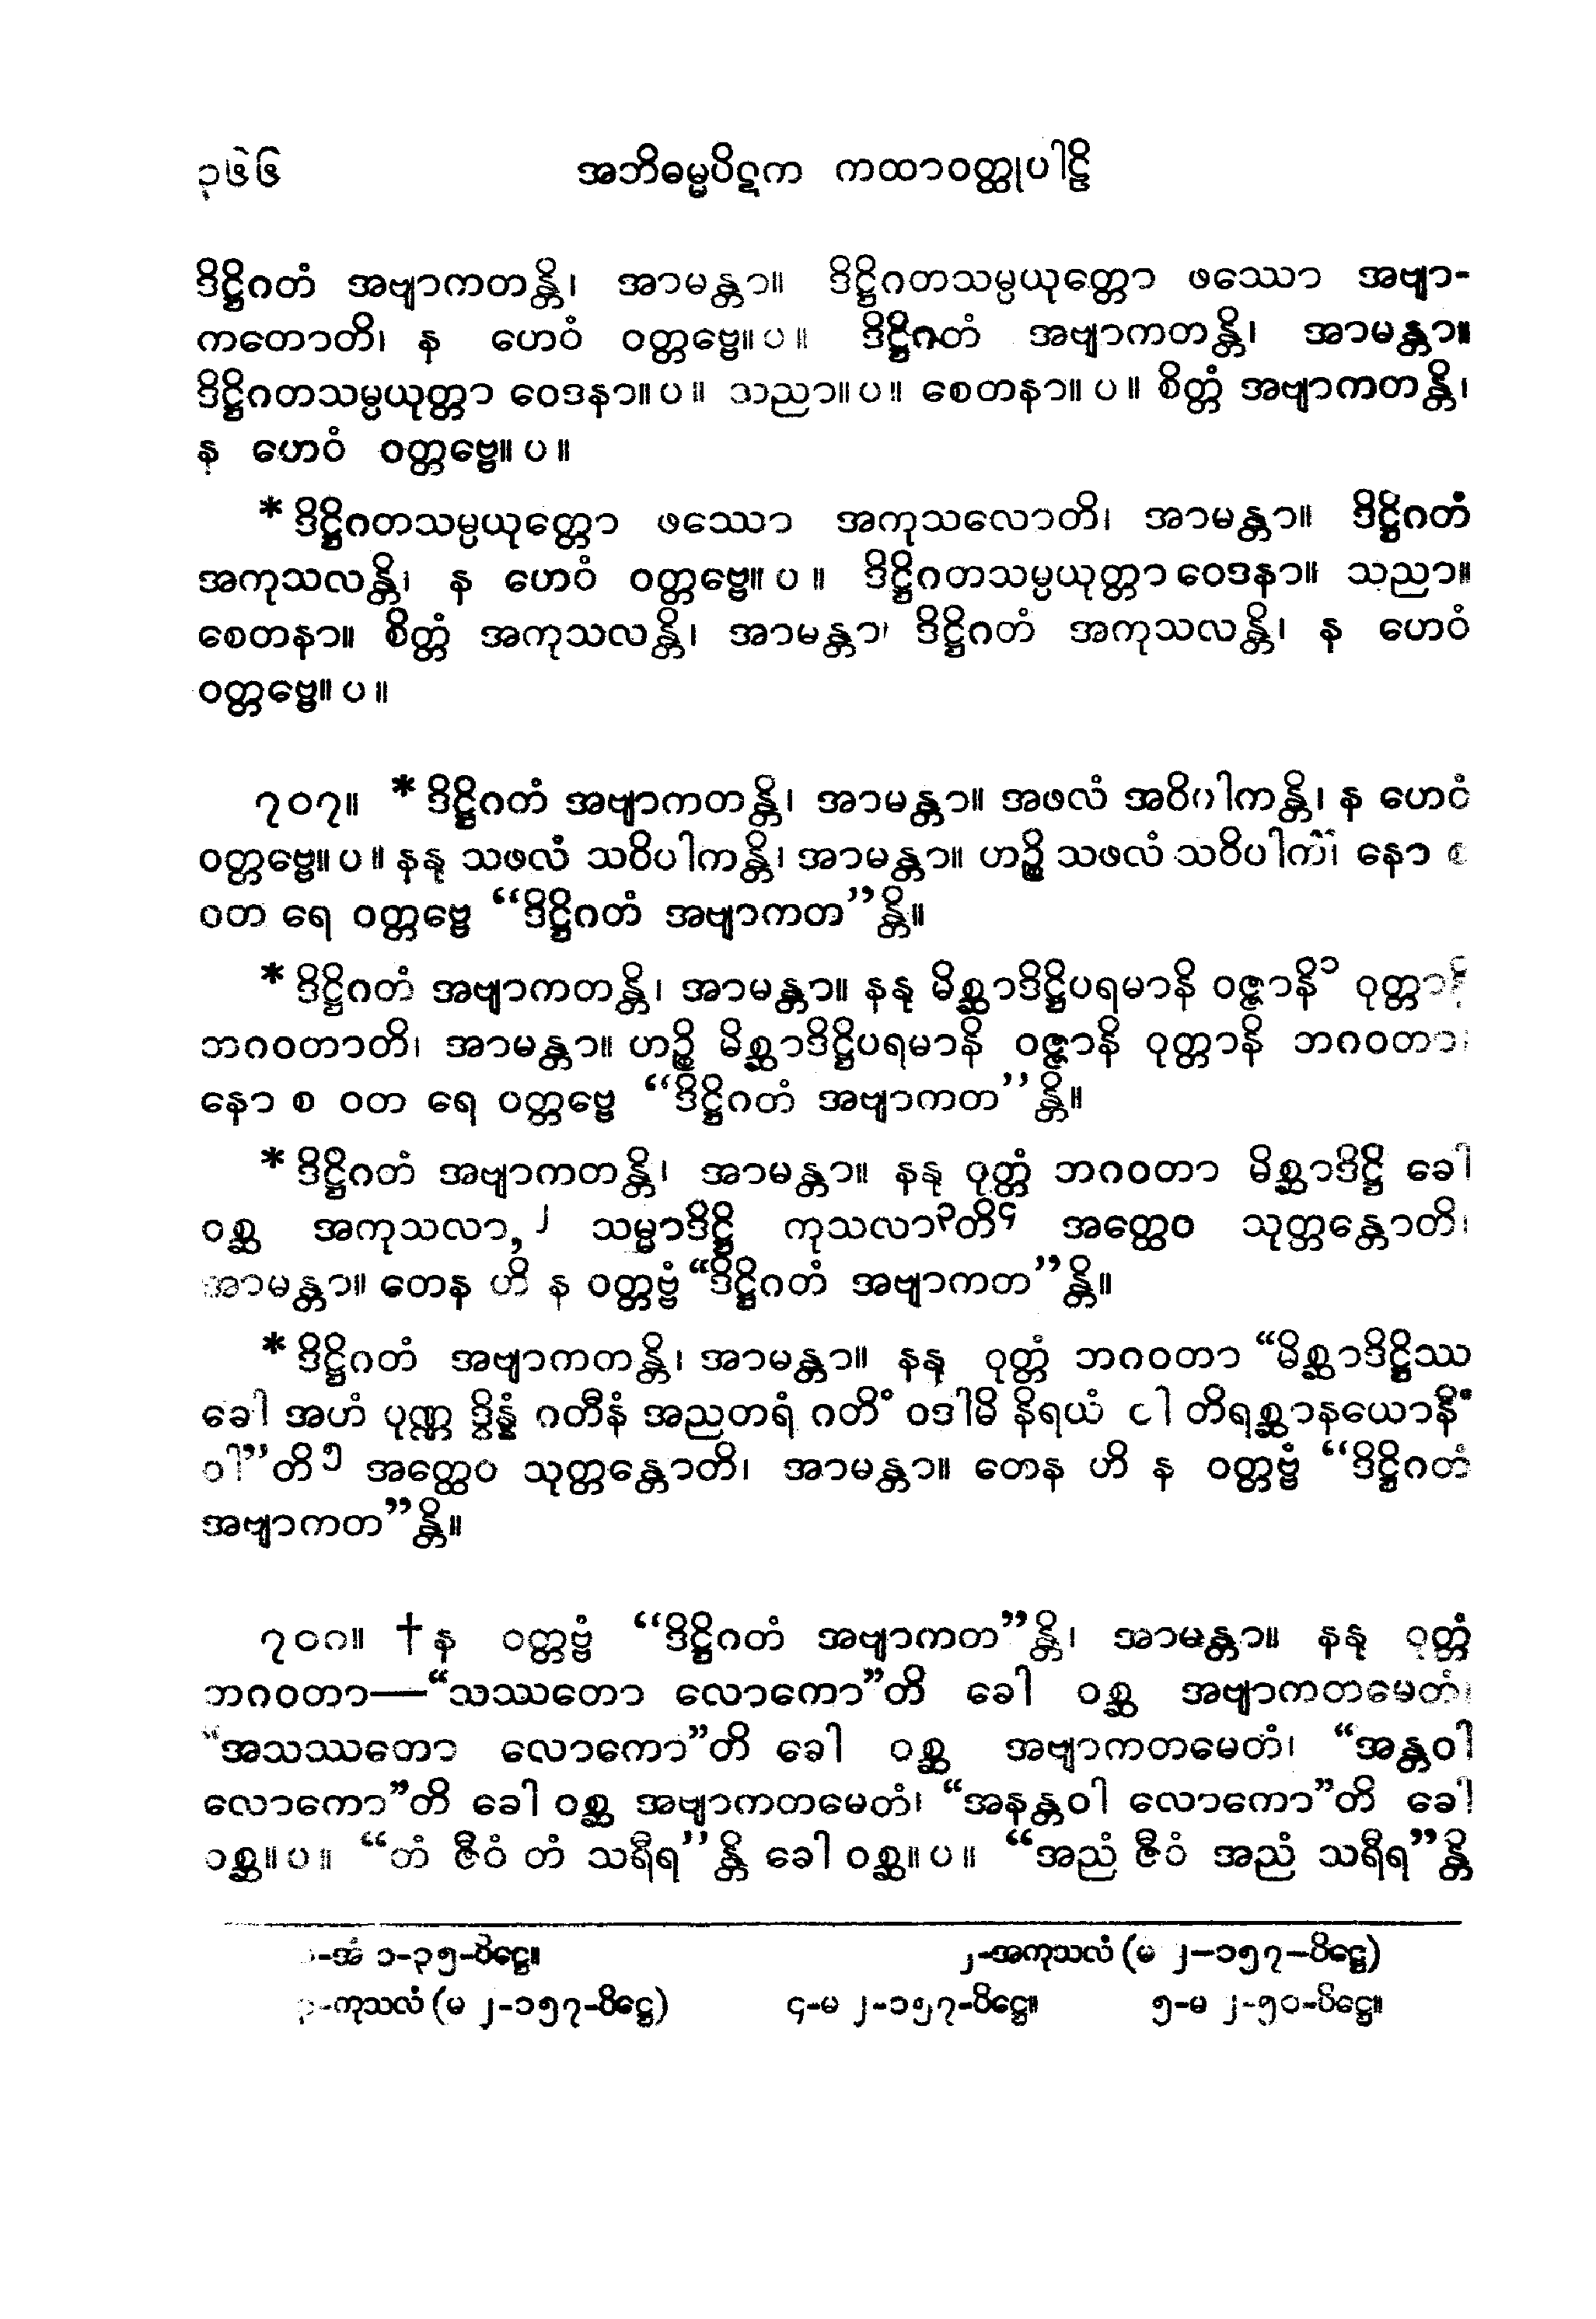 ၃၆၆ အဘိဓမ္မပိဋက ကထာဝတ္ထုပါဠိ
ဒိဋ္ဌိဂတံ အဗျာကတန္တိ၊ အာမန္တာ။ ဒိဋ္ဌိဂတသမ္ပယုတ္တော ဖဿော အဗျာ-
ကတောတိ၊ န ဟေဝံ ဝတ္တဗ္ဗေ။ပ။ ဒိဋ္ဌိဂတံ အဗျာကတန္တိ၊ အာမန္တာ။
ဒိဋ္ဌိဂတသမ္ပယုတ္တာ ဝေဒနာ။ပ။ သညာ။ပ။ စေတနာ။ပ။ စိတ္တံ အဗျာကတန္တိ၊
န ဟေဝံ ဝတ္တဗ္ဗေ။ပ။
* ဒိဋ္ဌိဂတသမ္ပယုတ္တော ဖဿော အကုသလောတိ၊ အာမန္တာ။ ဒိဋ္ဌိဂတံ
အကုသလန္တိ၊ န ဟေဝံ ဝတ္တဗ္ဗေ။ပ။ ဒိဋ္ဌိဂတသမ္ပယုတ္တာ ဝေဒနာ။ သညာ။
စေတနာ။ စိတ္တံ အကုသလန္တိ၊ အာမန္တာ၊ ဒိဋ္ဌိဂတံ အကုသလန္တိ၊ န ဟေဝံ
ဝတ္တဗ္ဗေ။ပ။
၇၀၇။ * ဒိဋ္ဌိဂတံ အဗျာကတန္တိ၊ အာမန္တာ။ အဖလံ အဝိပါကန္တိ၊ န ဟေဝံ
ဝတ္တဗ္ဗေ။ပ။ နနု သဖလံ သဝိပါကန္တိ၊ အာမန္တာ။ ဟဉ္စိ သဖလံ သဝိပါကံ၊ နော စ
ဝတ ရေ ဝတ္တဗ္ဗေ “ဒိဋ္ဌိဂတံ အဗျာကတ”န္တိ။
* ဒိဋ္ဌိဂတံ အဗျာကတန္တိ၊ အာမန္တာ။ နနု မိစ္ဆာဒိဋ္ဌိပရမာနိ ဝဇ္ဇာနိ ၁ ဝုတ္တာနိ
ဘဂဝတာတိ၊ အာမန္တာ။ ဟဉ္စိ မိစ္ဆာဒိဋ္ဌိပရမာနိ ဝဇ္ဇာနိ ဝုတ္တာနိ ဘဂဝတာ၊
နော စ ဝတ ရေ ဝတ္တဗ္ဗေ “ဒိဋ္ဌိဂတံ အဗျာကတ”န္တိ။
* ဒိဋ္ဌိဂတံ အဗျာကတန္တိ၊ အာမန္တာ။ နနု ဝုတ္တံ ဘဂဝတာ မိစ္ဆာဒိဋ္ဌိ ခေါ
ဝစ္ဆ အကုသလာ, ၂ သမ္မာဒိဋ္ဌိ ကုသလာ ၃ တိ ၄ အတ္ထေဝ သုတ္တန္တောတိ၊
အာမန္တာ။ တေန ဟိ န ဝတ္တဗ္ဗံ “ဒိဋ္ဌိဂတံ အဗျာကတ”န္တိ။
* ဒိဋ္ဌိဂတံ အဗျာကကန္တိ၊ အာမန္တာ။ နနု ဝုတ္တံ ဘဂဝတာ “မိစ္ဆာဒိဋ္ဌိဿ
ခေါ အဟံ ပုဏ္ဏ ဒွိန္နံ ဂတီနံ အညတရံ ဂတိံ ဝဒါမိ နိရယံ ဝါ တိရစ္ဆာနယောနိံ
ဝါ”တိ ၅ အတ္ထေဝ သုတ္တန္တောတိ၊ အာမန္တာ။ တေန ဟိ န ဝတ္တဗ္ဗံ “ဒိဋ္ဌိဂတံ
အဗျာကတ”န္တိ။
၇၀၈။ † န ဝတ္တဗ္ဗံ “ဒိဋ္ဌိဂတံ အဗျာကတ”န္တိ၊ အာမန္တာ။ နနု ဝုတ္တံ
ဘဂဝတာ—“သဿတော လောကော”တိ ခေါ ဝစ္ဆ အဗျာကတမေတံ၊
“အသဿတော လောကော”တိ ခေါ ဝစ္ဆ အဗျာကတမေတံ၊ “အန္တဝါ
လောကော”တိ ခေါ ဝစ္ဆ အဗျာကတမေတံ၊ “အနန္တဝါ လောကော”တိ ခေါ
ဝစ္ဆ။ပ။ “တံ ဇီဝံ တံ သရီရ”န္တိ ခေါ ဝစ္ဆ။ပ။ “အညံ ဇီဝံ အညံ သရီရ”န္တိ
၁-အံ ၁-၃၅-ပိဋ္ဌေ။ ၂-အကုသလံ (မ ၂-၁၅၇-ပိဋ္ဌေ)
၃-ကုသလံ (မ ၂-၁၅၇-ပိဋ္ဌေ) ၄-မ ၂-၁၅၇-ပိဋ္ဌေ။ ၅-မ ၂-၅၀-ပိဋ္ဌေ။